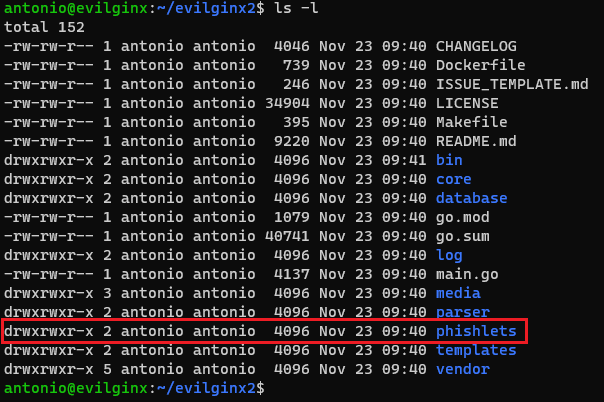 antonio@evilginx:~/evilginx2$ ls -l
total 152
-rw-rw-r-- 1 antonio antonio  4046 Nov 23 09:40 CHANGELOG
-rw-rw-r-- 1 antonio antonio   739 Nov 23 09:40 Dockerfile
-rw-rw-r-- 1 antonio antonio   246 Nov 23 09:40 ISSUE_TEMPLATE.md
-rw-rw-r-- 1 antonio antonio 34904 Nov 23 09:40 LICENSE
-rw-rw-r-- 1 antonio antonio   395 Nov 23 09:40 Makefile
-rw-rw-r-- 1 antonio antonio  9220 Nov 23 09:40 README.md
drwxrwxr-x 2 antonio antonio  4096 Nov 23 09:41 bin
drwxrwxr-x 2 antonio antonio  4096 Nov 23 09:40 core
drwxrwxr-x 2 antonio antonio  4096 Nov 23 09:40 database
-rw-rw-r-- 1 antonio antonio  1079 Nov 23 09:40 go.mod
-rw-rw-r-- 1 antonio antonio 40741 Nov 23 09:40 go.sum
drwxrwxr-x 2 antonio antonio  4096 Nov 23 09:40 log
-rw-rw-r-- 1 antonio antonio  4137 Nov 23 09:40 main.go
drwxrwxr-x 3 antonio antonio  4096 Nov 23 09:40 media
drwxrwxr-x 2 antonio antonio  4096 Nov 23 09:40 parser
drwxrwxr-x 2 antonio antonio  4096 Nov 23 09:40 phishlets
drwxrwxr-x 2 antonio antonio  4096 Nov 23 09:40 templates
drwxrwxr-x 5 antonio antonio  4096 Nov 23 09:40 vendor
antonio@evilginx:~/evilginx2$